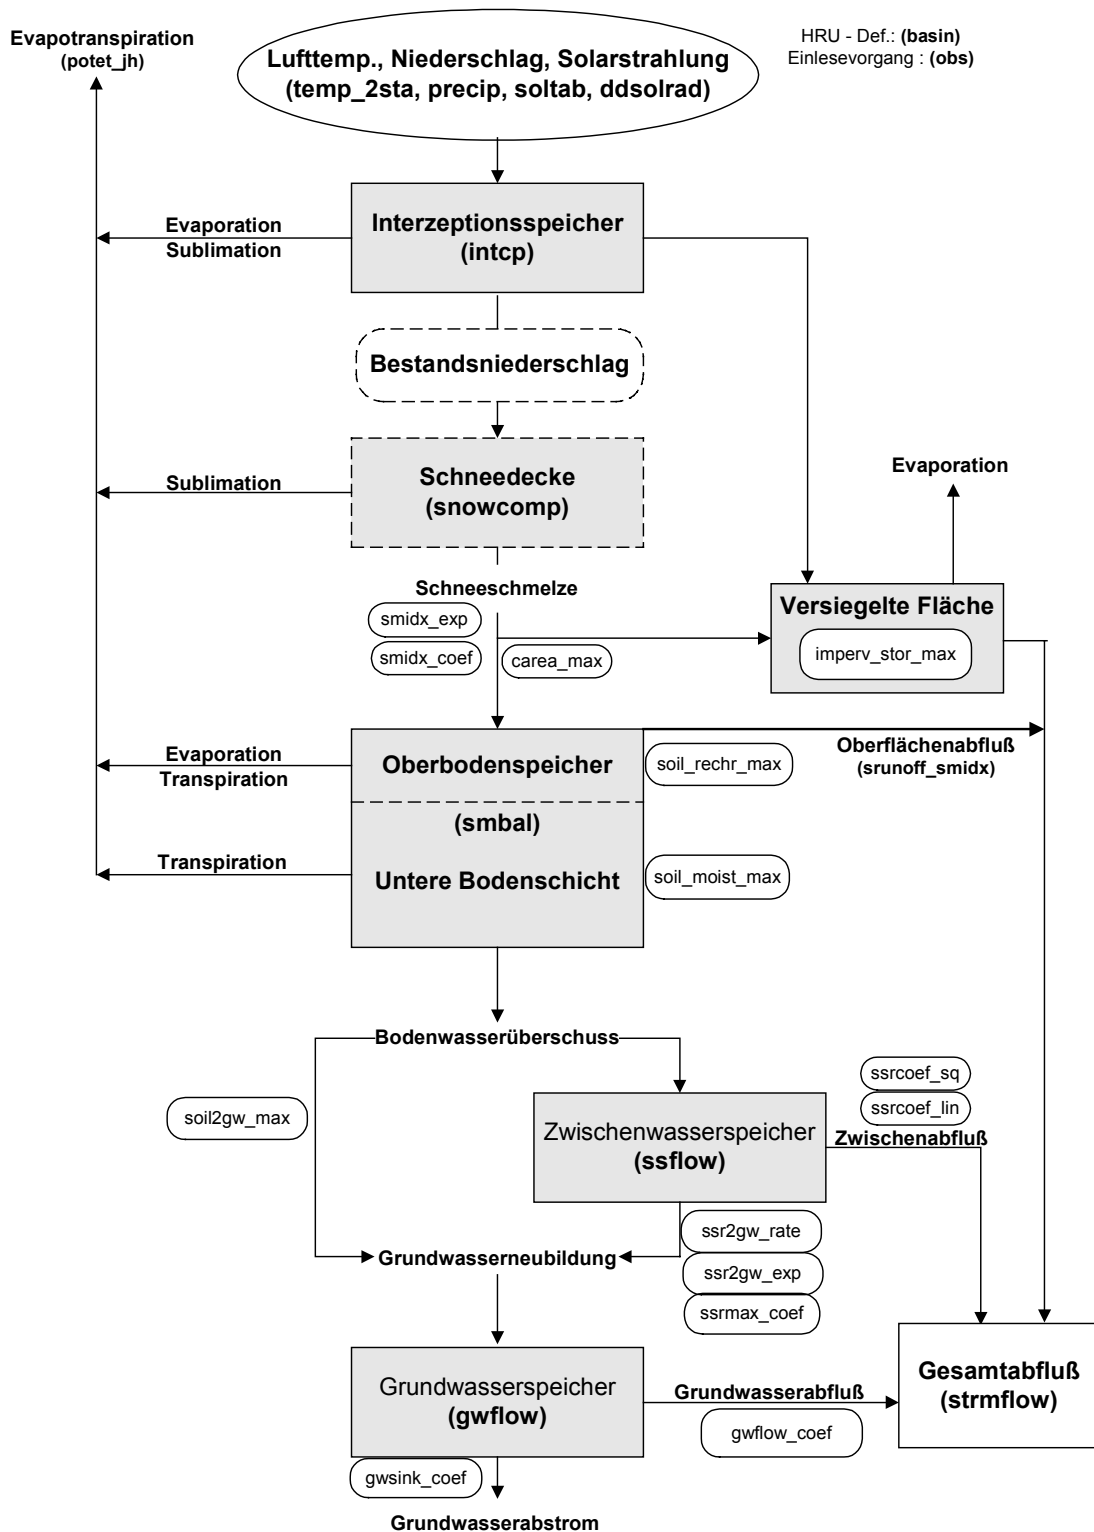 Evapotranspiration
(potet_jh)
Lufttemp., Niederschlag, Solarstrahlung
(temp_2sta, precip, soltab, ddsolrad)
HRU - Def.: (basin)
Einlesevorgang : (obs)
Evaporation
Sublimation
Interzeptionsspeicher
(intcp)
Bestandsniederschlag
Sublimation
Schneedecke
(snowcomp)
Evaporation
Schneeschmelze
smidx_exp
smidx_coef
carea_max
Versiegelte Fläche
imperv_stor_max
Evaporation
Transpiration
Oberbodenspeicher
soil_rechr_max
Oberflächenabfluß
(srunoff_smidx)
(smbal)
Transpiration
Untere Bodenschicht
soil_moist_max
Bodenwasserüberschuss
soil2gw_max
Zwischenwasserspeicher
(ssflow)
ssrcoef_sq
ssrcoef_lin
Zwischenabfluß
Grundwasserneubildung
ssr2gw_rate
ssr2gw_exp
ssrmax_coef
Grundwasserspeicher
(gwflow)
Grundwasserabfluß
gwflow_coef
Gesamtabfluß
(strmflow)
gwsink_coef
Grundwasserabstrom